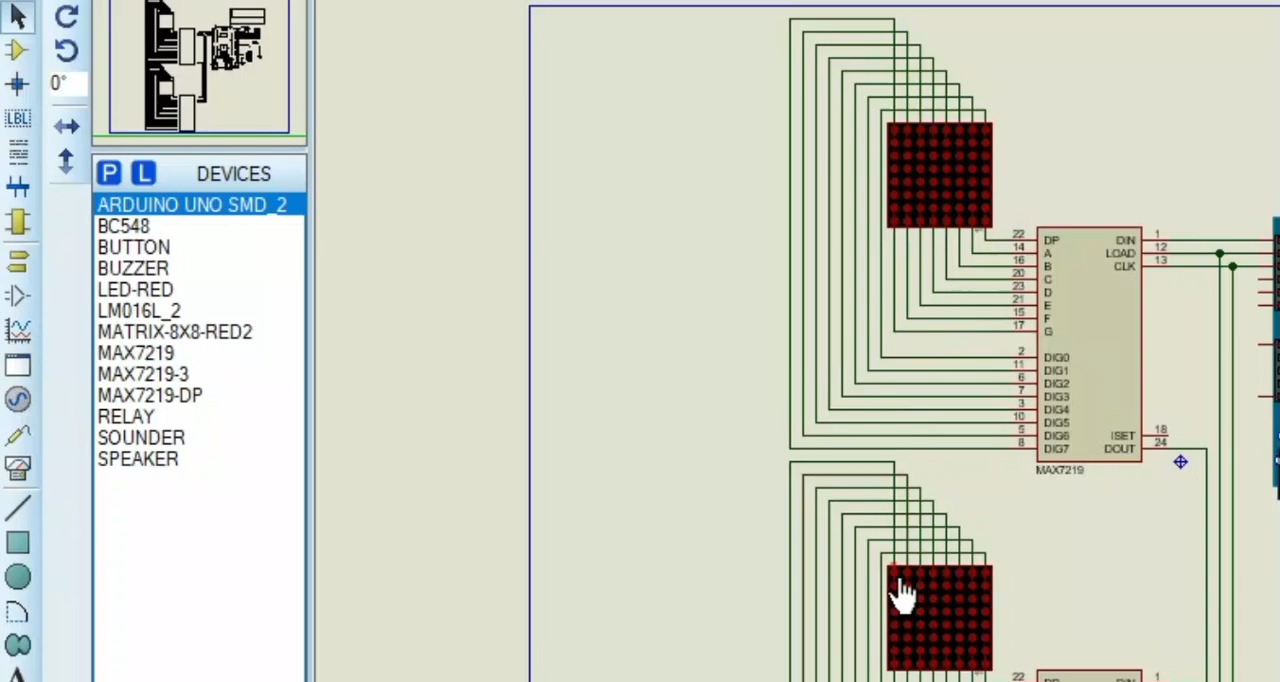 0°
LBL
P L DEVICES
ARDUINO UNO SMD_2
BC548
BUTTON
BUZZER
LED-RED
LM016L_2
MATRIX-8X8-RED2
MAX7219
MAX7219-3
MAX7219-DP
RELAY
SOUNDER
SPEAKER
22 DP DIN 1
14 A LOAD 12
16 B CLK 13
20 C
23 D
21 E
15 F
17 G
2 DIG0
11 DIG1
6 DIG2
7 DIG3
3 DIG4
10 DIG5
5 DIG6 ISET 18
8 DIG7 DOUT 24
MAX7219
22 DP DIN 1
A